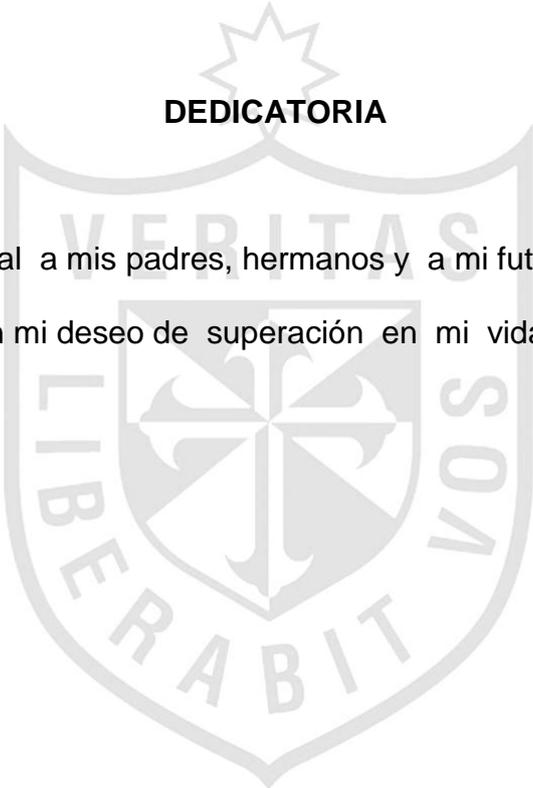 DEDICATORIA
al a mis padres, hermanos y a mi fut
mi deseo de superación en mi vida
VERITAS
LIBERABIT
VOS